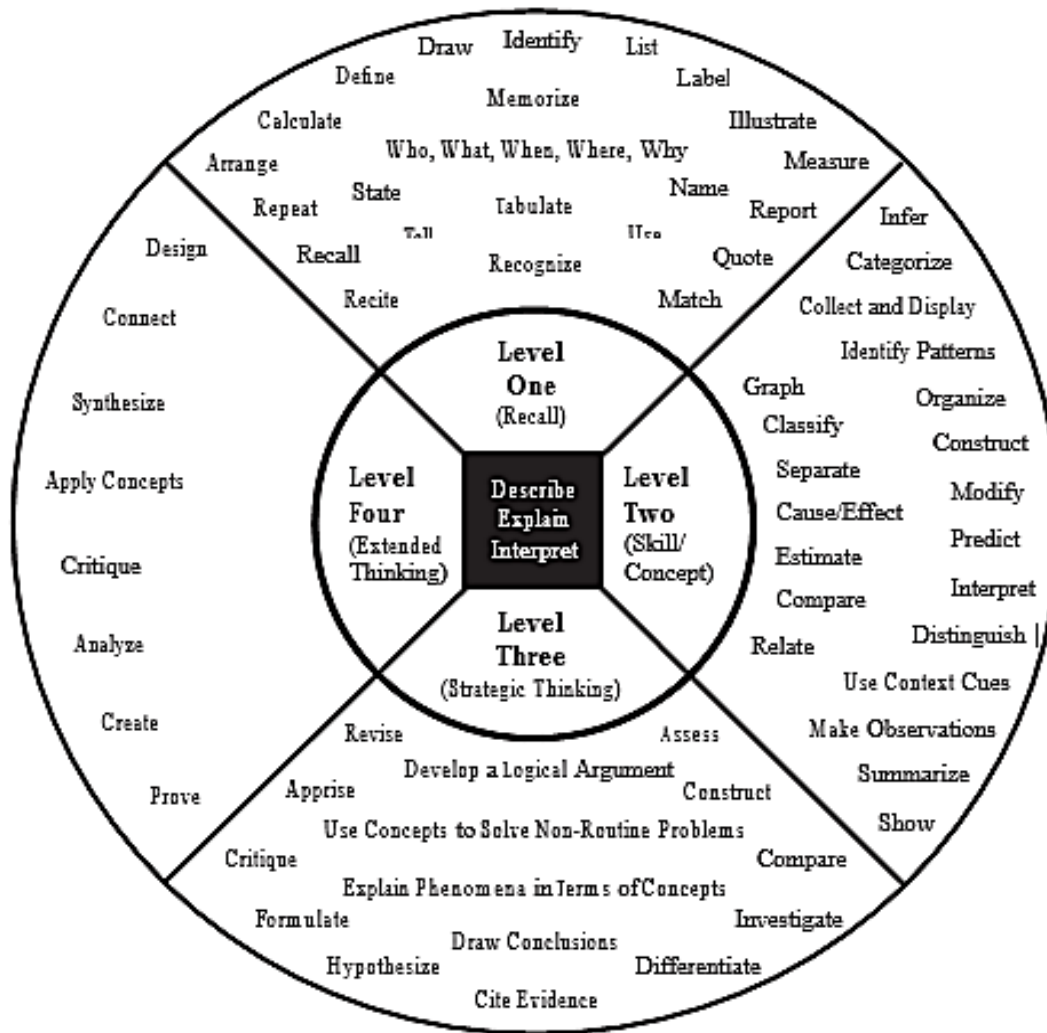 Draw
Identify
List
Define
Label
Memorize
Calculate
Illustrate
Who, What, When, Where, Why
Arrange
Measure
State
Name
Repeat
Tabulate
Report
Recall
Quote
Recognize
Recite
Match
Level
One
(Recall)
Infer
Categorize
Collect and Display
Identify Patterns
Graph
Organize
Classify
Construct
Separate
Modify
Cause/Effect
Predict
Estimate
Interpret
Compare
Distinguish
Relate
Use Context Cues
Make Observations
Summarize
Show
Level
Two
(Skill/
Concept)
Describe
Explain
Interpret
Level
Three
(Strategic Thinking)
Revise
Assess
Develop a Logical Argument
Apprise
Construct
Use Concepts to Solve Non-Routine Problems
Critique
Compare
Explain Phenomena in Terms of Concepts
Formulate
Investigate
Draw Conclusions
Hypothesize
Differentiate
Cite Evidence
Level
Four
(Extended
Thinking)
Design
Connect
Synthesize
Apply Concepts
Critique
Analyze
Create
Prove